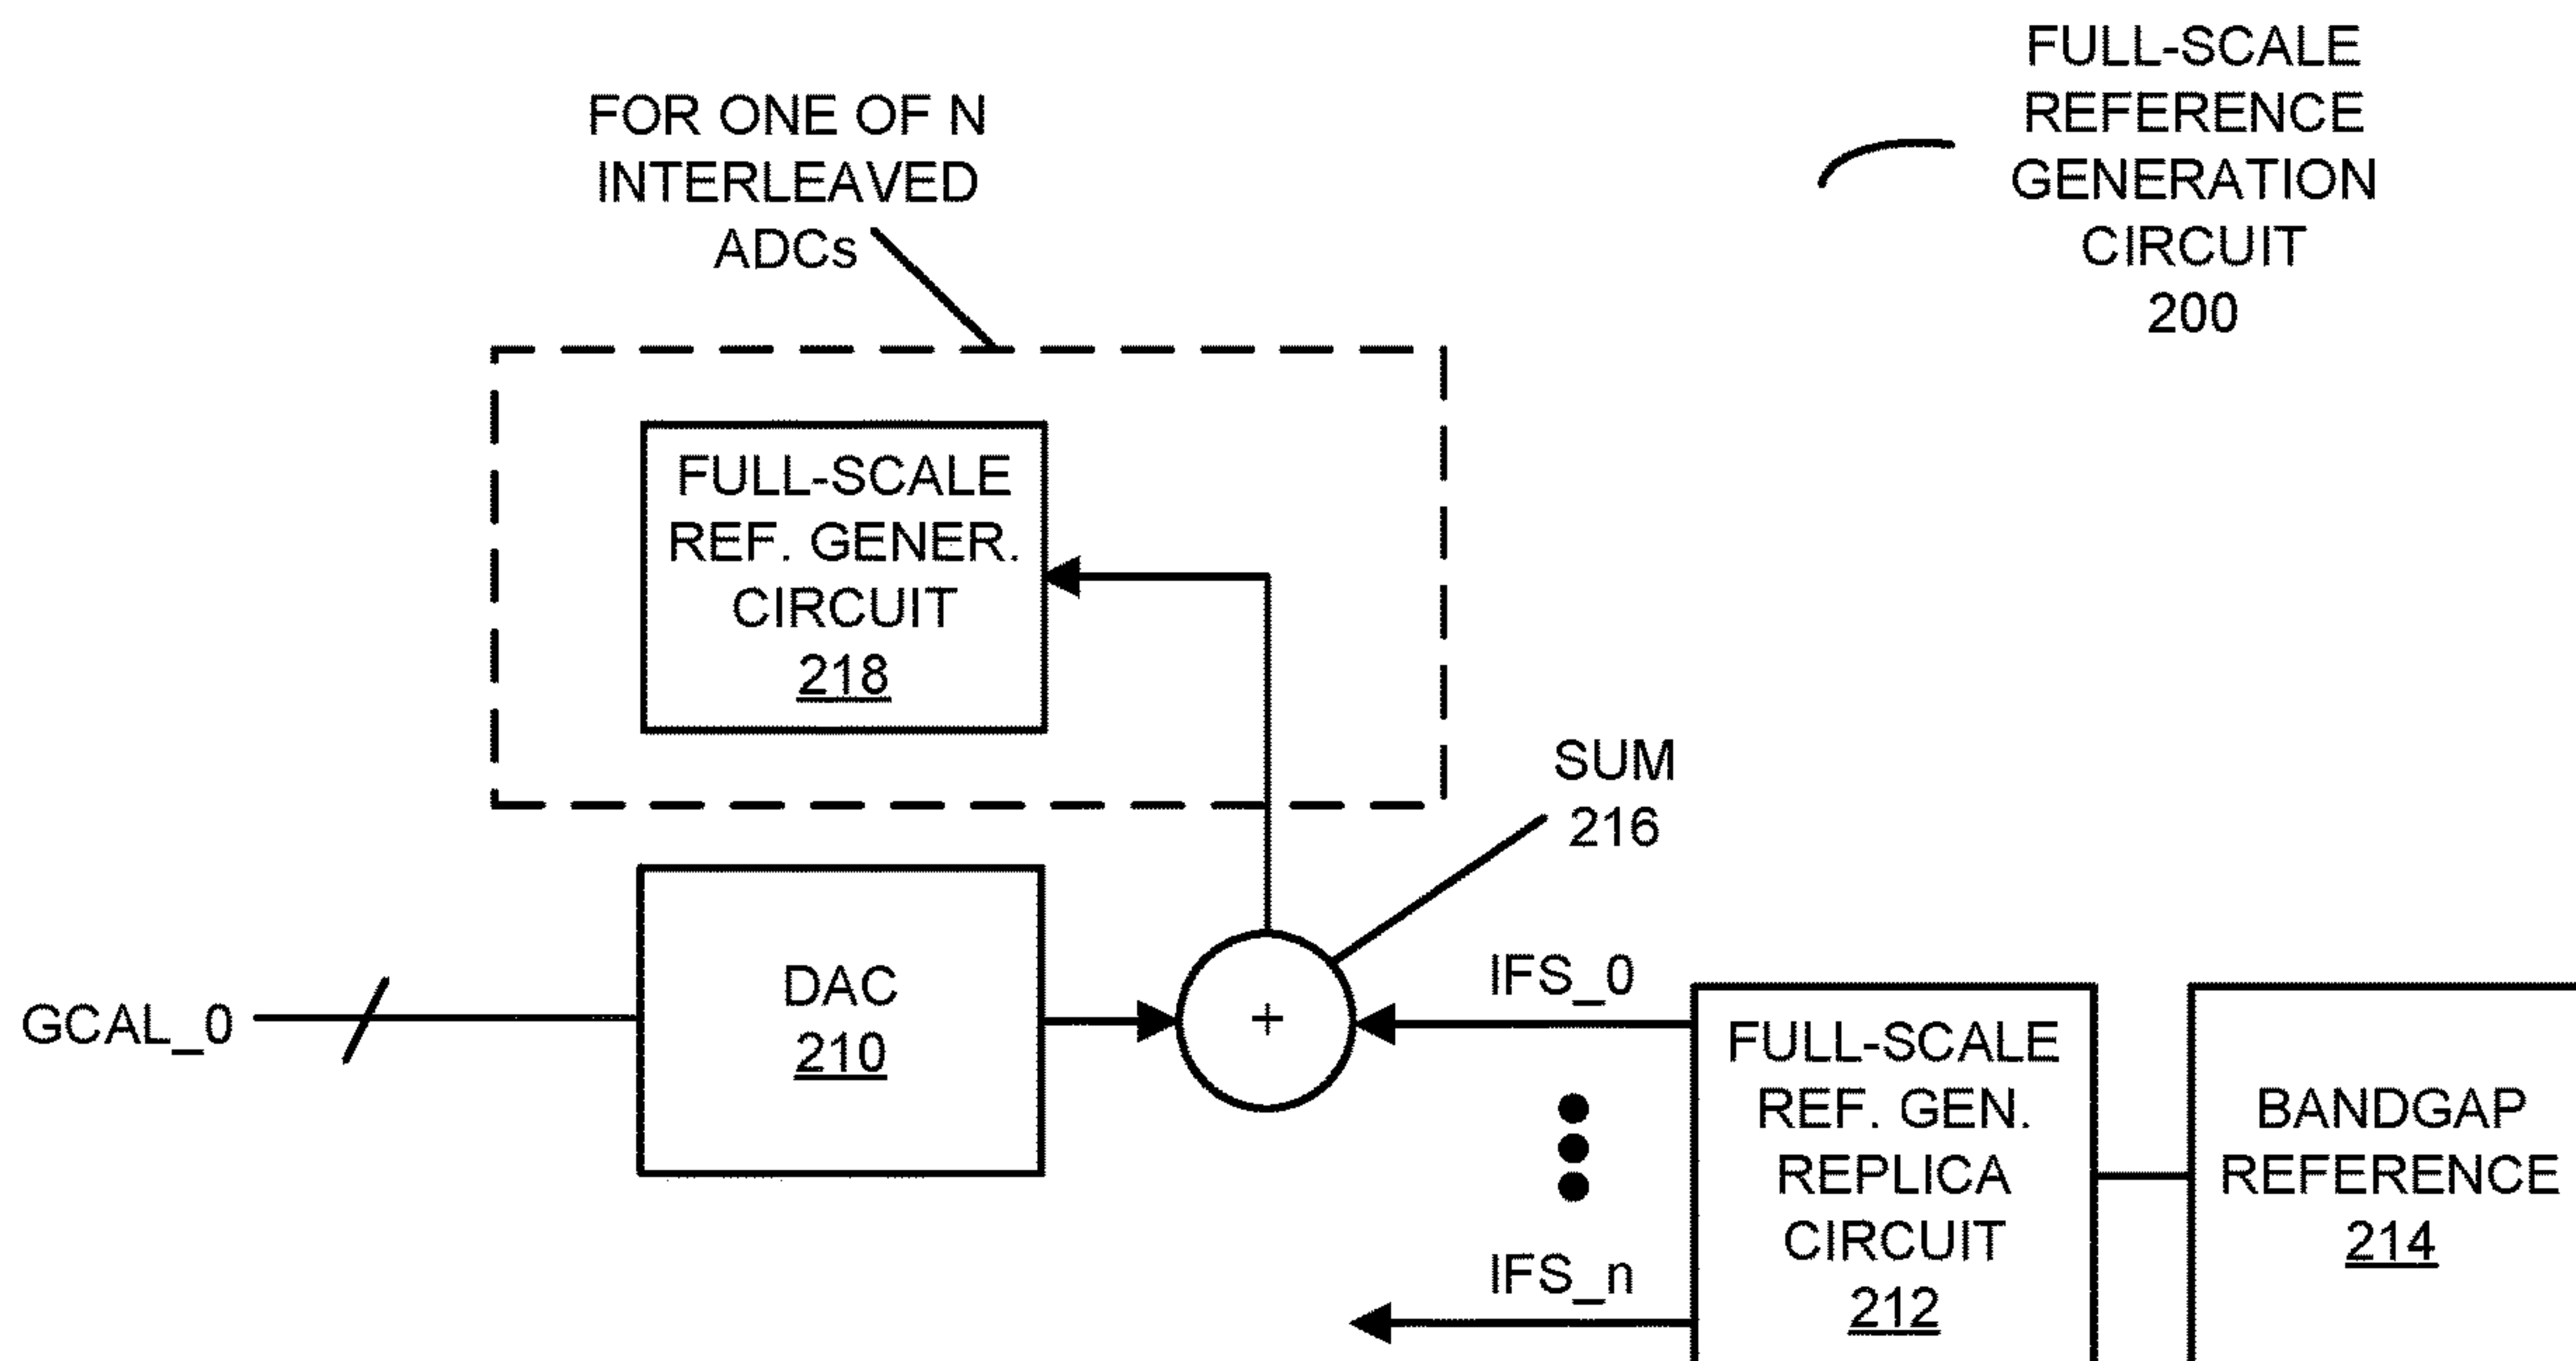 FULL-SCALE
REFERENCE
GENERATION
CIRCUIT
200
FOR ONE OF N
INTERLEAVED
ADCs
FULL-SCALE
REF. GENER.
CIRCUIT
218
SUM
216
GCAL_0
DAC
210
+
IFS_0
IFS_n
FULL-SCALE
REF. GEN.
REPLICA
CIRCUIT
212
BANDGAP
REFERENCE
214